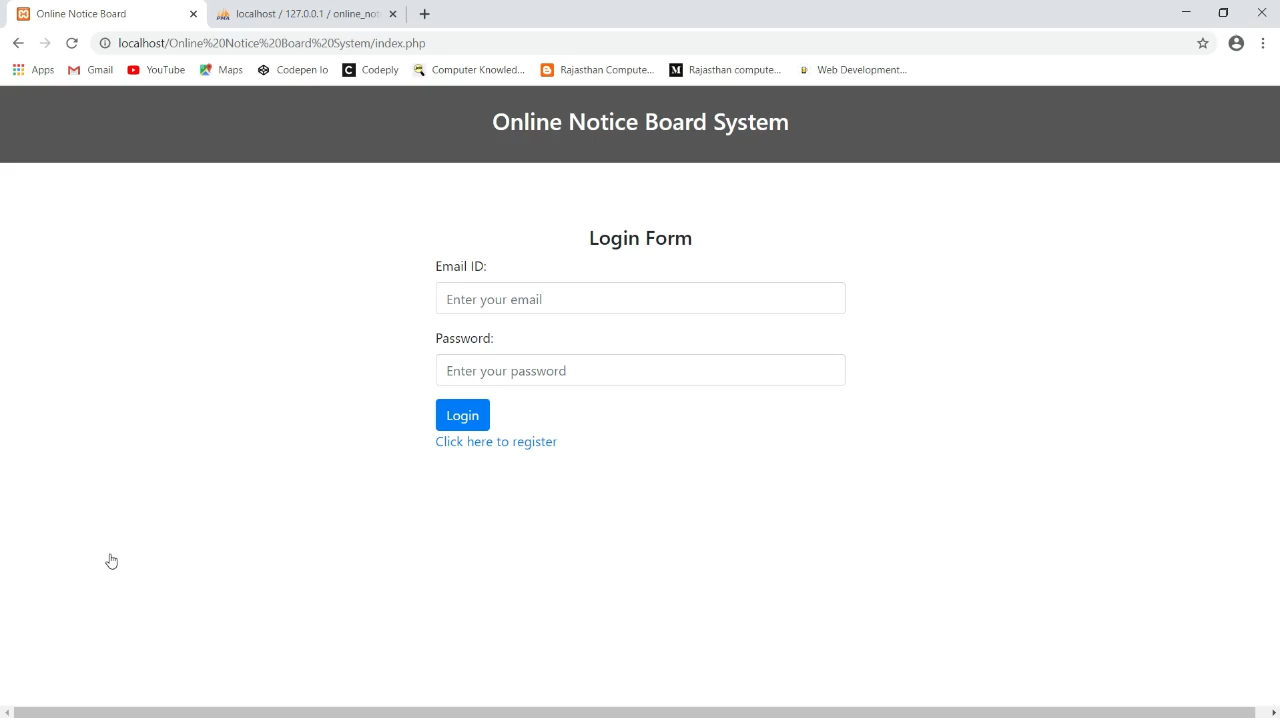 Online Notice Board
localhost / 127.0.0.1 / online_not
localhost/Online%20Notice%20Board%20System/index.php
Apps Gmail YouTube Maps Codepen Io Codeply Computer Knowled... Rajasthan Compute... Rajasthan compute... Web Development...
Online Notice Board System
Login Form
Email ID:
Enter your email
Password:
Enter your password
Login
Click here to register